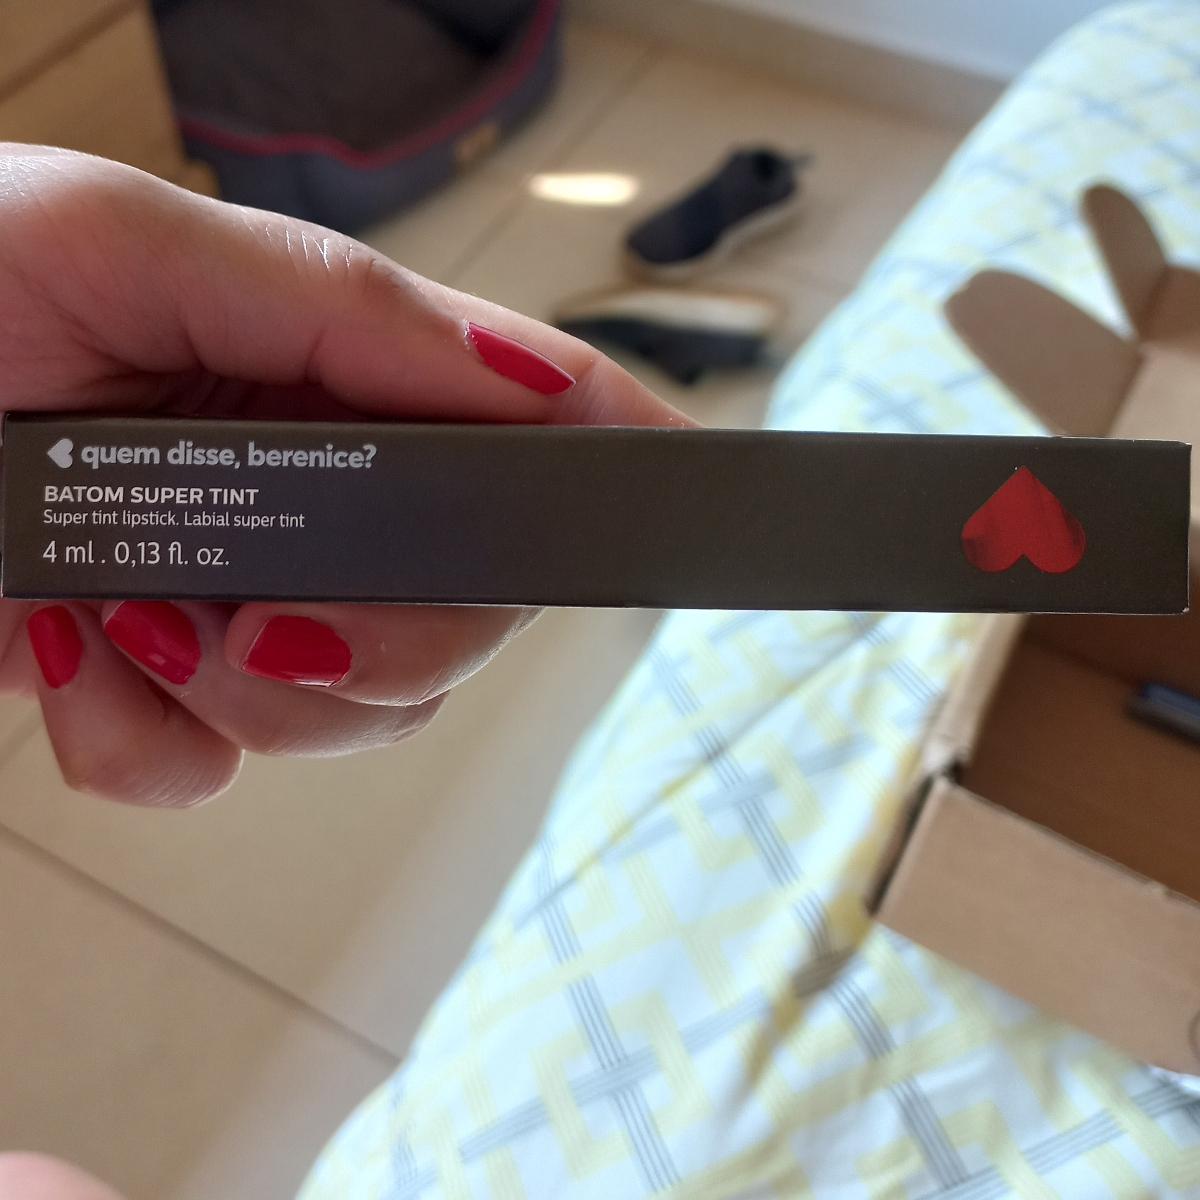 quem disse, berenice?
BATOM SUPER TINT
Super tint lipstick. Labial super tint
4 ml . 0,13 fl. oz.